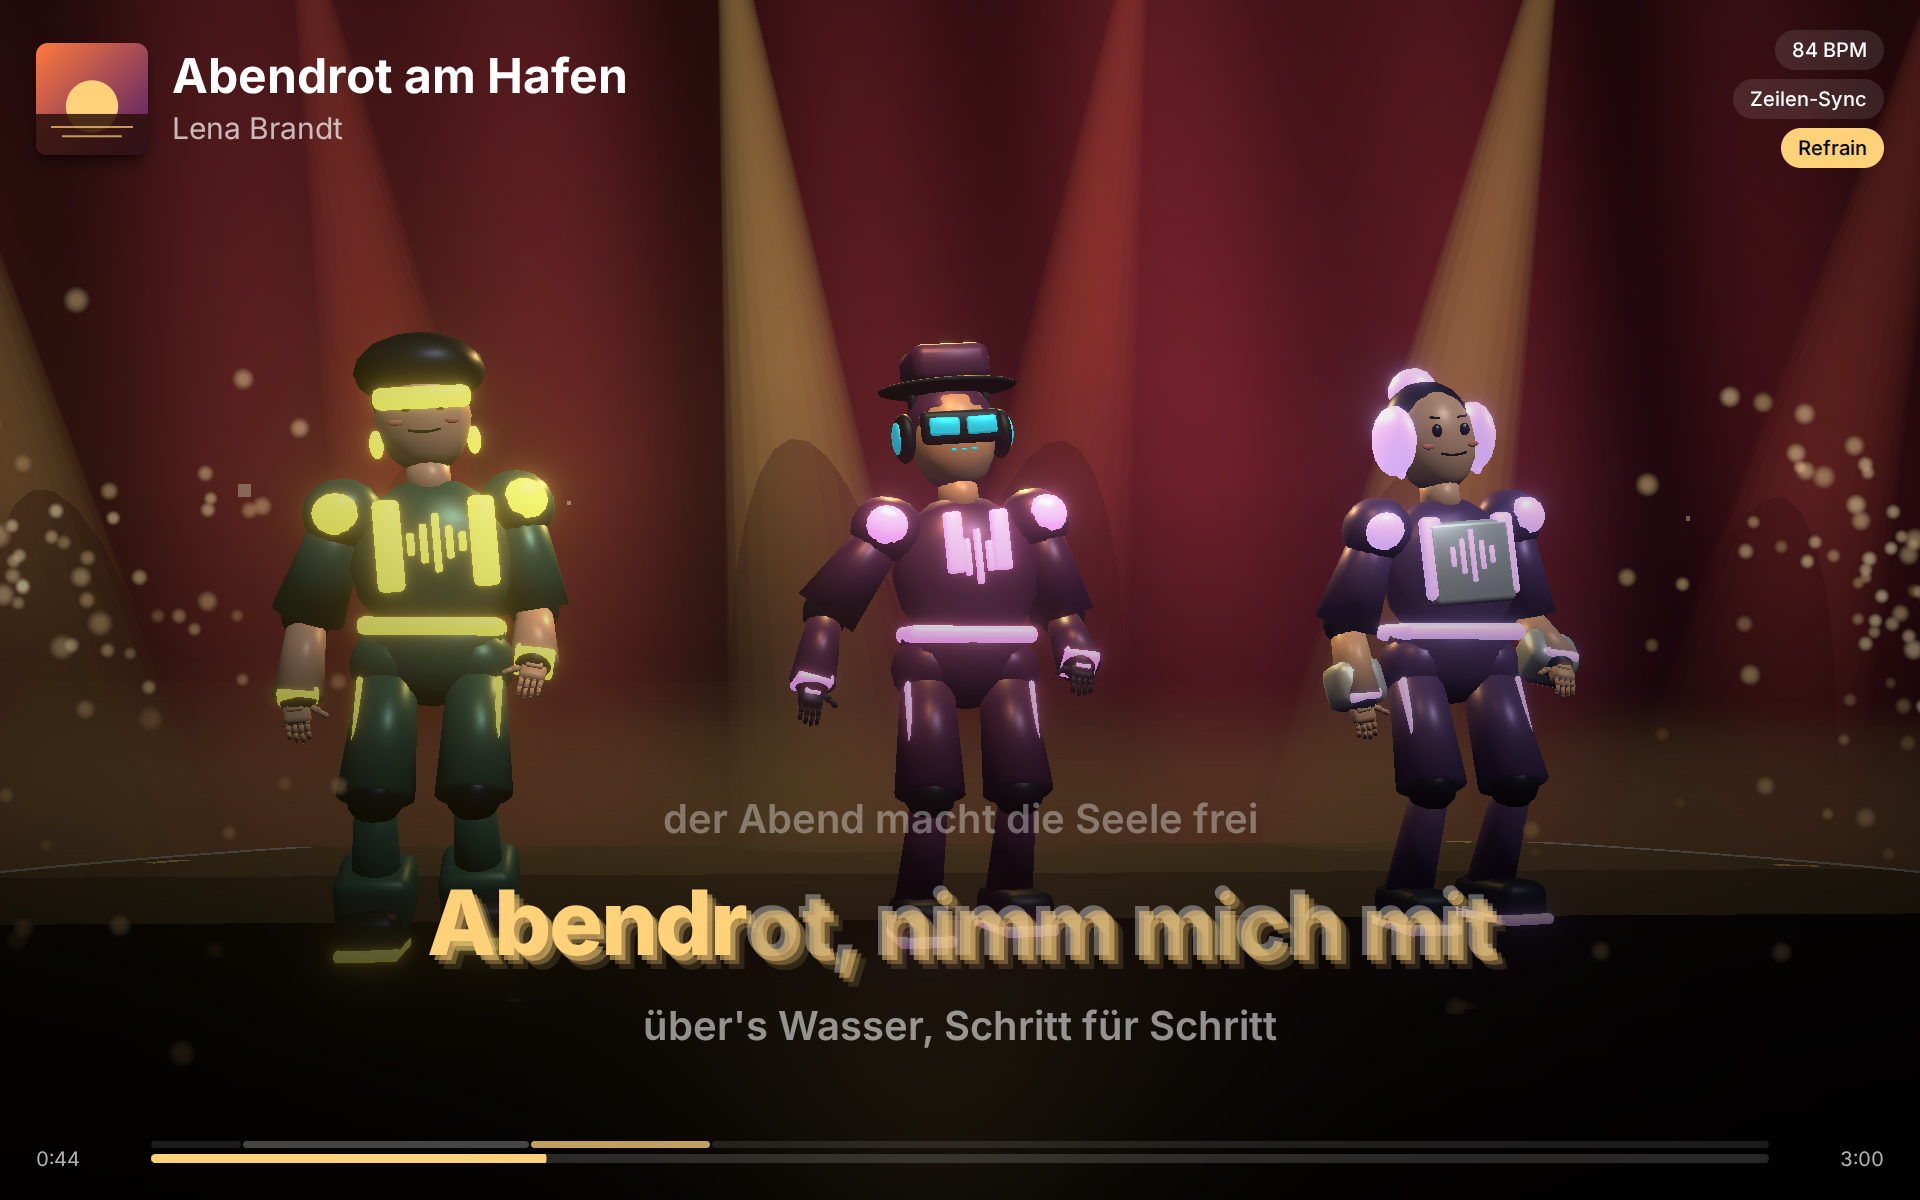 Abendrot am Hafen
Lena Brandt
84 BPM
Zeilen-Sync
Refrain
der Abend macht die Seele frei
Abendrot, nimm mich mit
über's Wasser, Schritt für Schritt
0:44
3:00